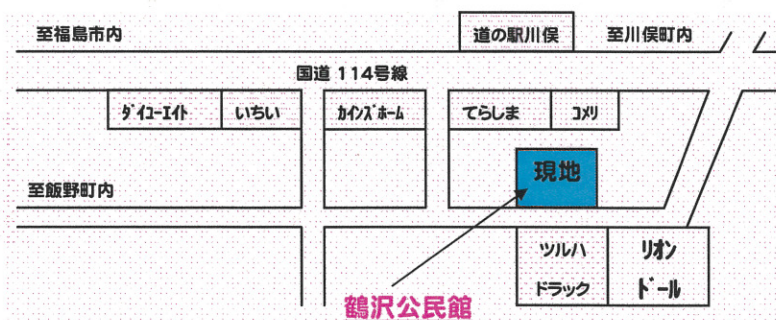 至福島市内
道の駅川俣
至川俣町内
国道 114号線
ﾀﾞｲﾕｰｴｲﾄ
いちい
ｶｲﾝｽﾞﾎｰﾑ
てらしま
ｺﾒﾘ
現地
至飯野町内
ツルハ
ドラック
ﾘｵﾝ
ﾄﾞｰﾙ
鶴沢公民館